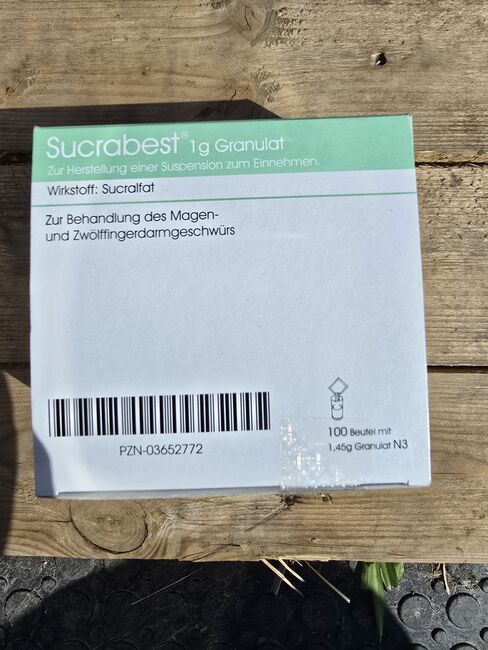 Sucrabest® 1g Granulat
Zur Herstellung einer Suspension zum Einnehmen.
Wirkstoff: Sucralfat
Zur Behandlung des Magen-
und Zwölffingerdarmgeschwürs
PZN-03652772
100 Beutel mit
1,45g Granulat N3